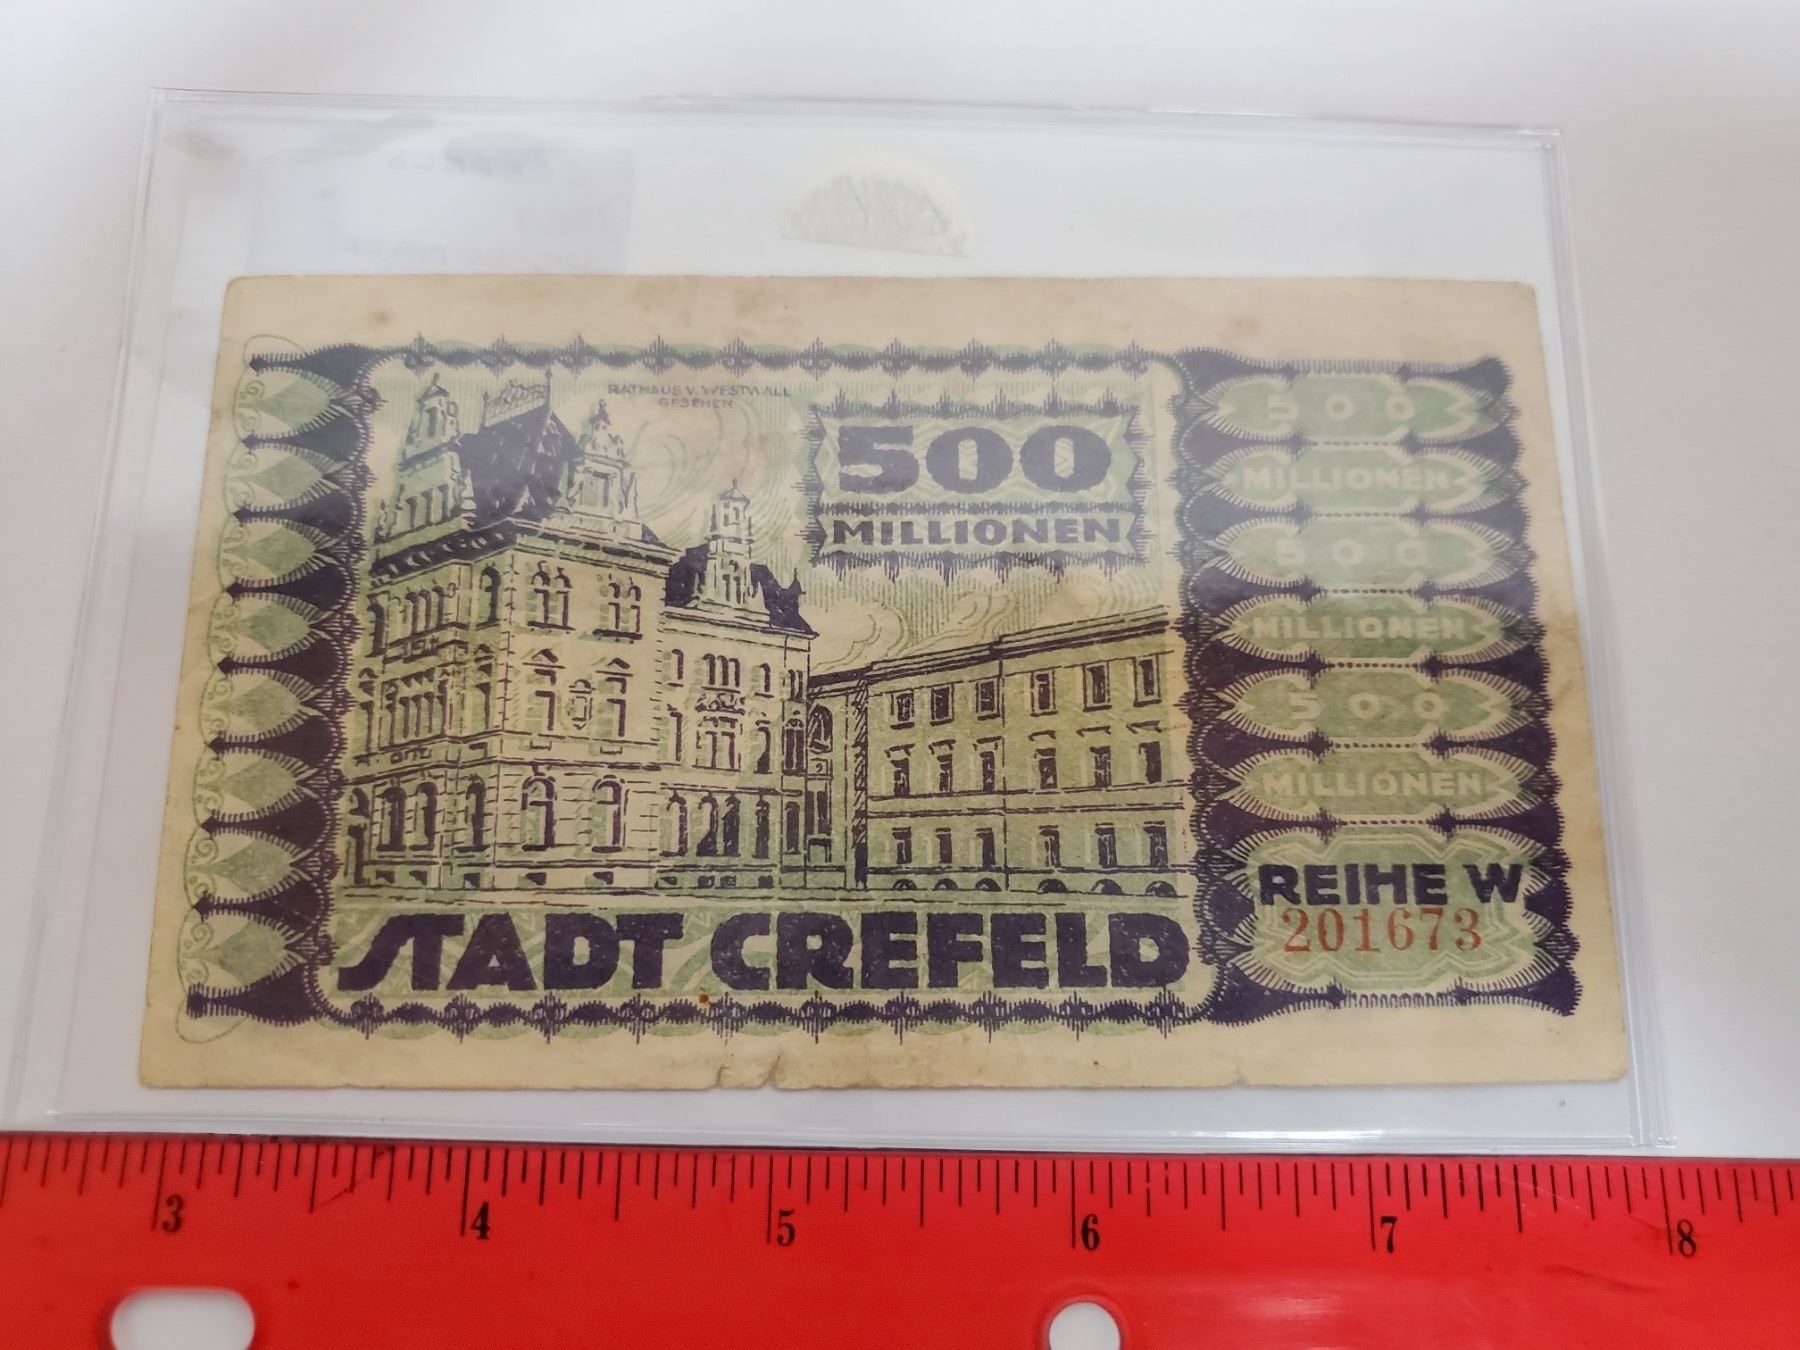 RATHAUS V. WESTWALL
GESEHEN
500
MILLIONEN
500
MILLIONEN
500
MILLIONEN
500
MILLIONEN
REIHE W
201673
STADT CREFELD
3 4 5 6 7 8